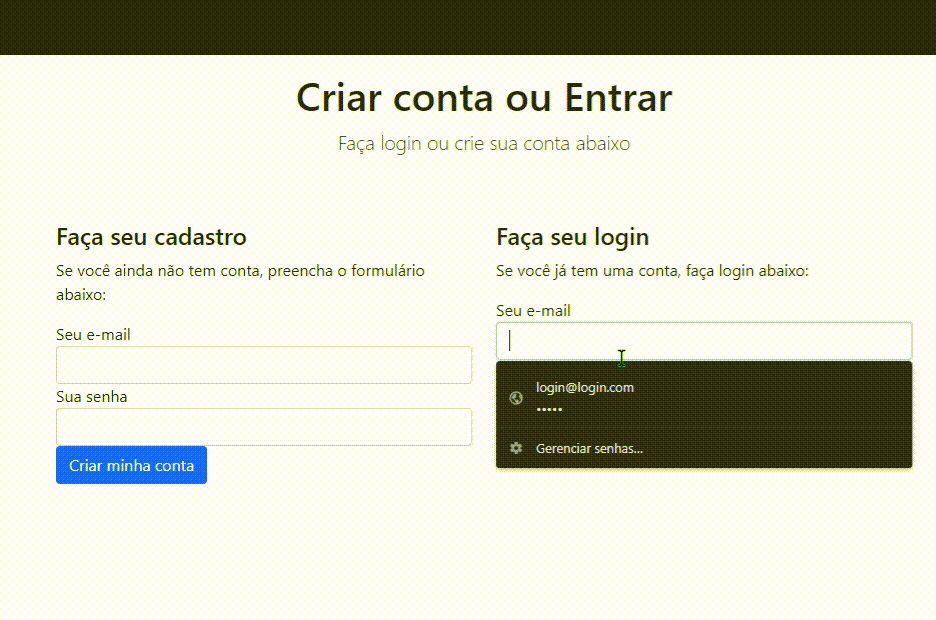 Criar conta ou Entrar
Faça login ou crie sua conta abaixo
Faça seu cadastro
Se você ainda não tem conta, preencha o formulário
abaixo:
Seu e-mail
Sua senha
Criar minha conta
Faça seu login
Se você já tem uma conta, faça login abaixo:
Seu e-mail
login@login.com
•••••
Gerenciar senhas...